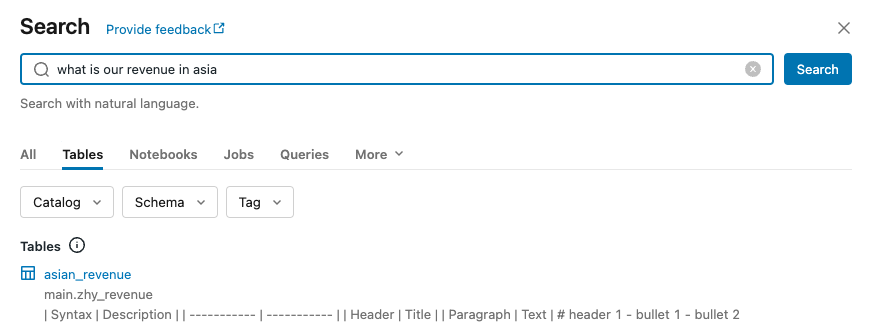 Search Provide feedback
what is our revenue in asia
Search
Search with natural language.
All Tables Notebooks Jobs Queries More
Catalog Schema Tag
Tables
asian_revenue
main.zhy_revenue
| Syntax | Description | | ----------- | ----------- | | Header | Title | | Paragraph | Text | # header 1 - bullet 1 - bullet 2